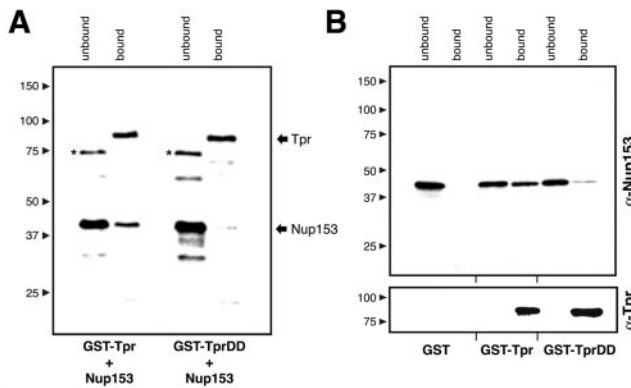 A
unbound
bound
unbound
bound
150
100
75
50
37
25
*
*
Tpr
Nup153
GST-Tpr
+
Nup153
GST-TprDD
+
Nup153
B
unbound
bound
unbound
bound
unbound
bound
150
100
75
50
37
25
α-Nup153
100
75
α-Tpr
GST
GST-Tpr
GST-TprDD